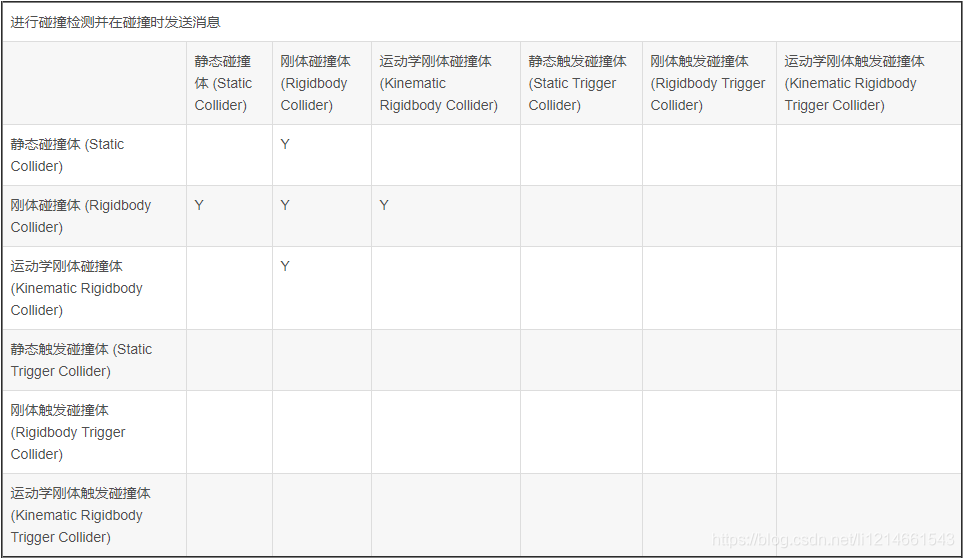 进行碰撞检测并在碰撞时发送消息
静态碰撞
体 (Static
Collider)
刚体碰撞体
(Rigidbody
Collider)
运动学刚体碰撞体
(Kinematic
Rigidbody Collider)
静态触发碰撞体
(Static Trigger
Collider)
刚体触发碰撞体
(Rigidbody Trigger
Collider)
运动学刚体触发碰撞体
(Kinematic Rigidbody
Trigger Collider)
静态碰撞体 (Static
Collider)
Y
刚体碰撞体 (Rigidbody
Collider)
Y Y Y
运动学刚体碰撞体
(Kinematic Rigidbody
Collider)
Y
静态触发碰撞体 (Static
Trigger Collider)
刚体触发碰撞体
(Rigidbody Trigger
Collider)
运动学刚体触发碰撞体
(Kinematic Rigidbody
Trigger Collider)
https://blog.csdn.net/li1214661543